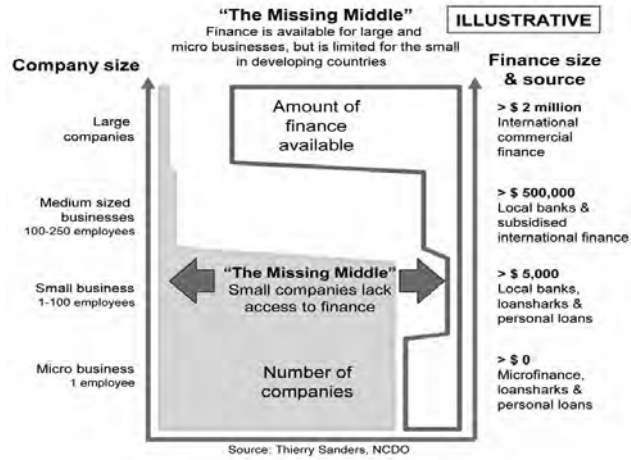 “The Missing Middle”
Finance is available for large and
micro businesses, but is limited for the small
in developing countries
ILLUSTRATIVE
Company size
Finance size
& source
Large
companies
Medium sized
businesses
100-250 employees
Small business
1-100 employees
Micro business
1 employee
Amount of
finance
available
“The Missing Middle”
Small companies lack
access to finance
Number of
companies
> $ 2 million
International
commercial
finance
> $ 500,000
Local banks &
subsidised
international finance
> $ 5,000
Local banks,
loansharks &
personal loans
> $ 0
Microfinance,
loansharks &
personal loans
Source: Thierry Sanders, NCDO